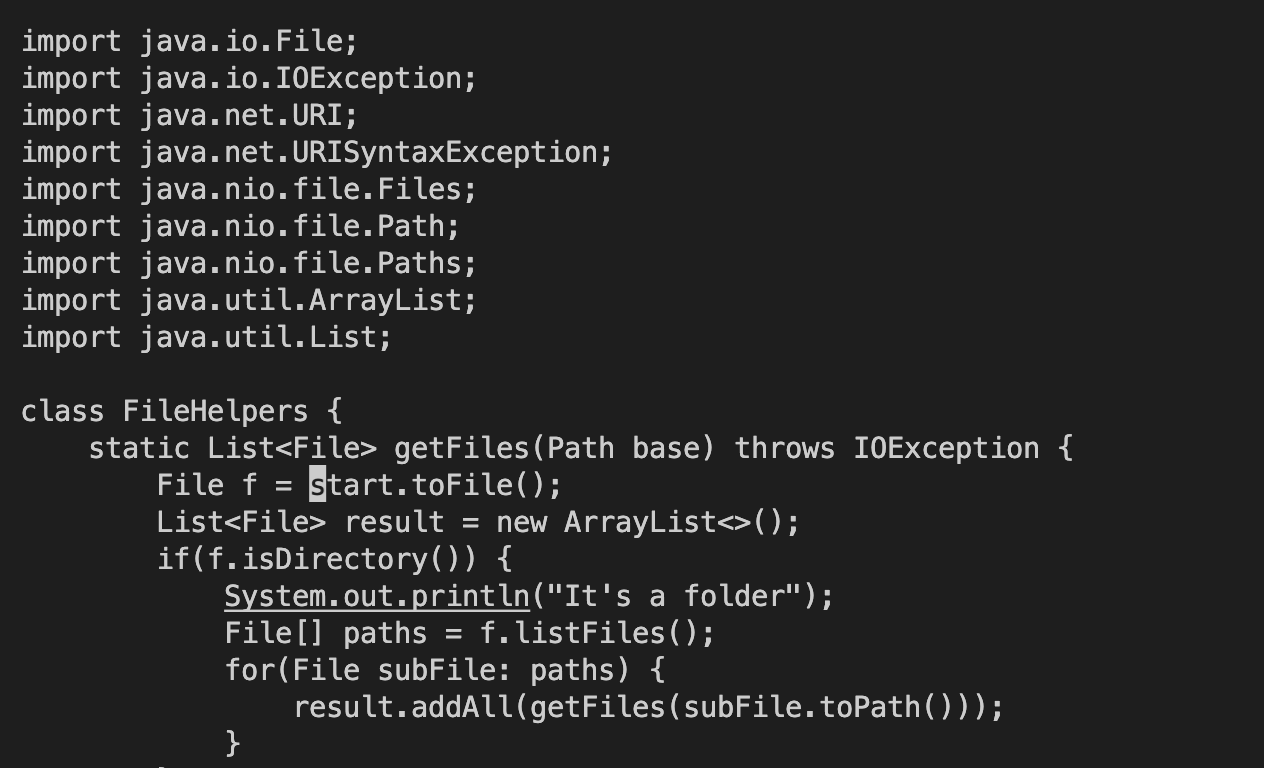 import java.io.File;
import java.io.IOException;
import java.net.URI;
import java.net.URISyntaxException;
import java.nio.file.Files;
import java.nio.file.Path;
import java.nio.file.Paths;
import java.util.ArrayList;
import java.util.List;

class FileHelpers {
    static List<File> getFiles(Path base) throws IOException {
        File f = start.toFile();
        List<File> result = new ArrayList<>();
        if(f.isDirectory()) {
            System.out.println("It's a folder");
            File[] paths = f.listFiles();
            for(File subFile: paths) {
                result.addAll(getFiles(subFile.toPath()));
            }